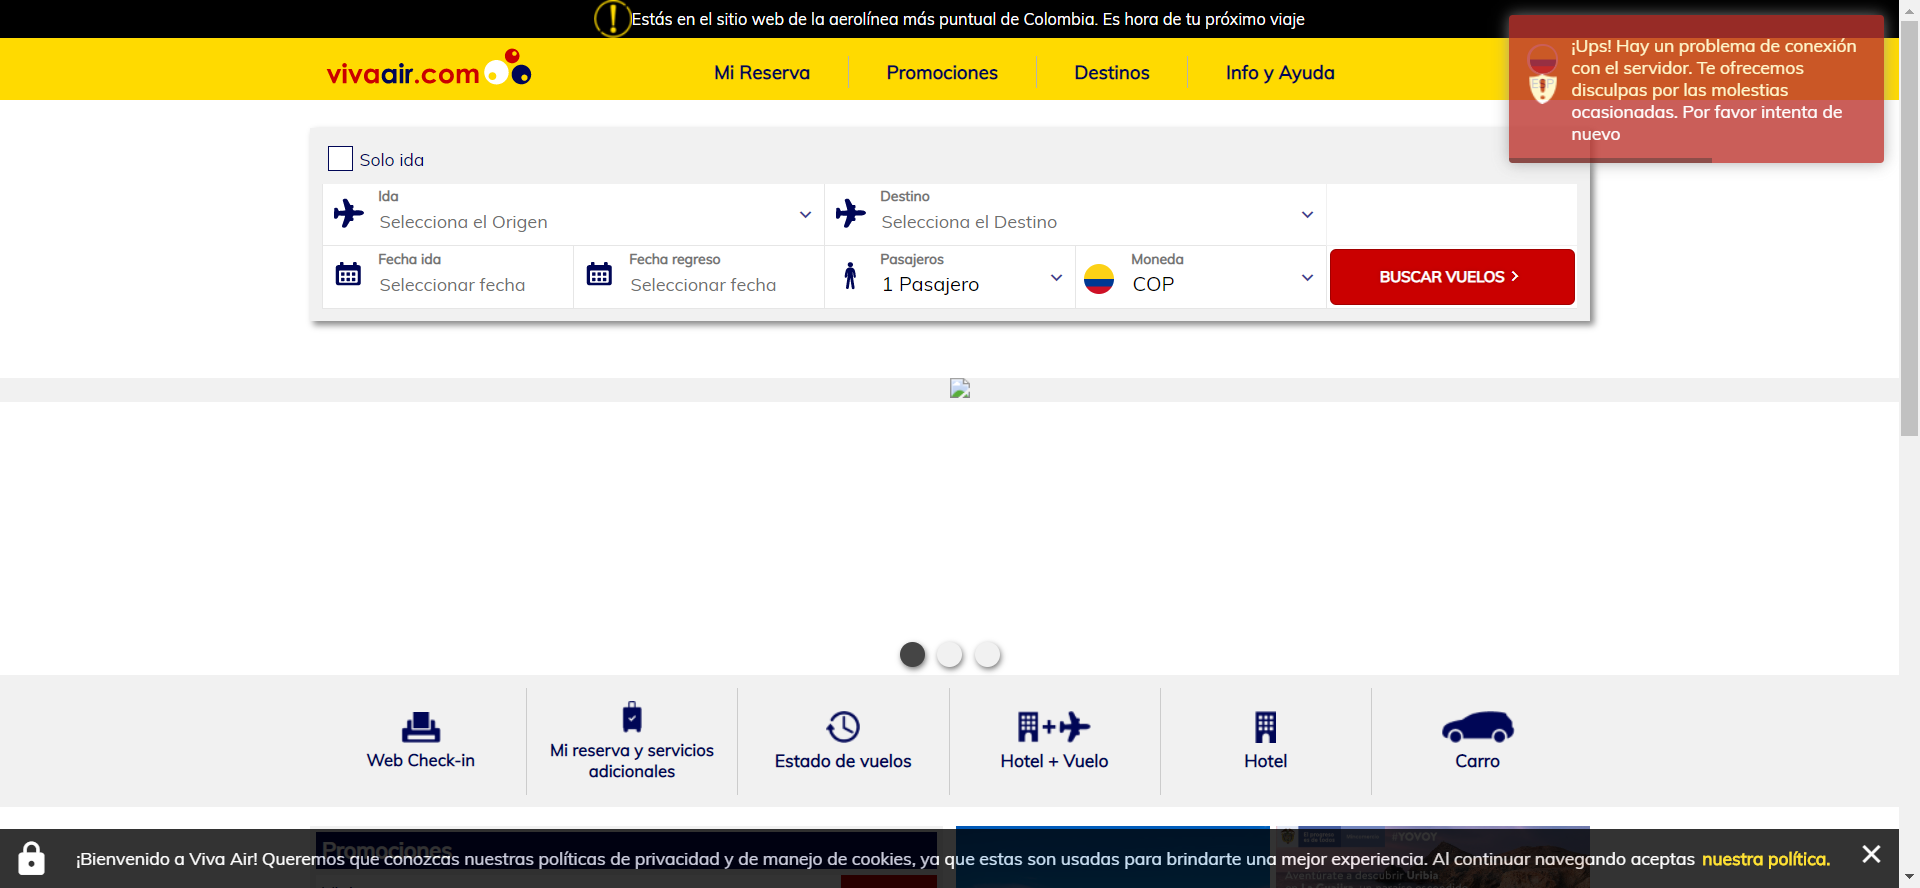 Estás en el sitio web de la aerolínea más puntual de Colombia. Es hora de tu próximo viaje
vivaair.com
Mi Reserva
Promociones
Destinos
Info y Ayuda
¡Ups! Hay un problema de conexión
con el servidor. Te ofrecemos
disculpas por las molestias
ocasionadas. Por favor intenta de
nuevo
Solo ida
Ida
Selecciona el Origen
Destino
Selecciona el Destino
Fecha ida
Seleccionar fecha
Fecha regreso
Seleccionar fecha
Pasajeros
1 Pasajero
Moneda
COP
BUSCAR VUELOS
Web Check-in
Mi reserva y servicios
adicionales
Estado de vuelos
Hotel + Vuelo
Hotel
Carro
Promociones
#YOVOY
¡Bienvenido a Viva Air! Queremos que conozcas nuestras políticas de privacidad y de manejo de cookies, ya que estas son usadas para brindarte una mejor experiencia. Al continuar navegando aceptas nuestra política.
Aventúrate a descubrir Uribia